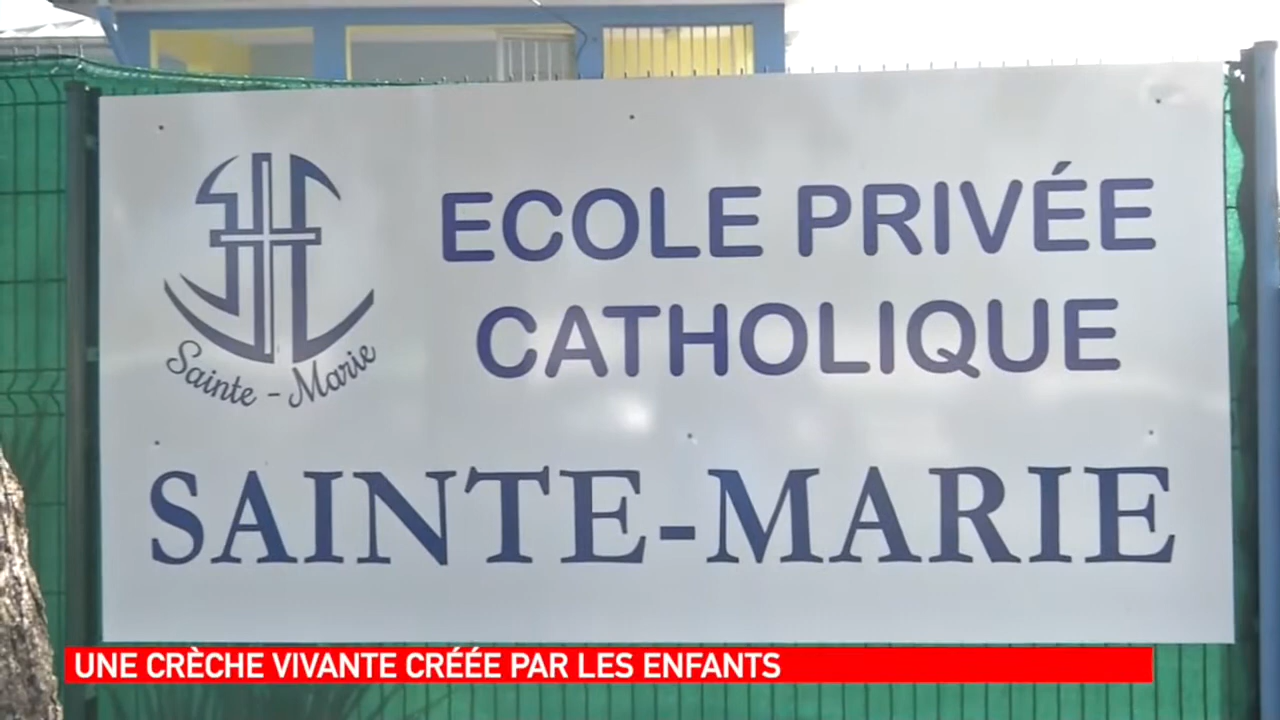 ECOLE PRIVÉE
CATHOLIQUE
Sainte - Marie
SAINTE-MARIE
UNE CRÈCHE VIVANTE CRÉÉE PAR LES ENFANTS